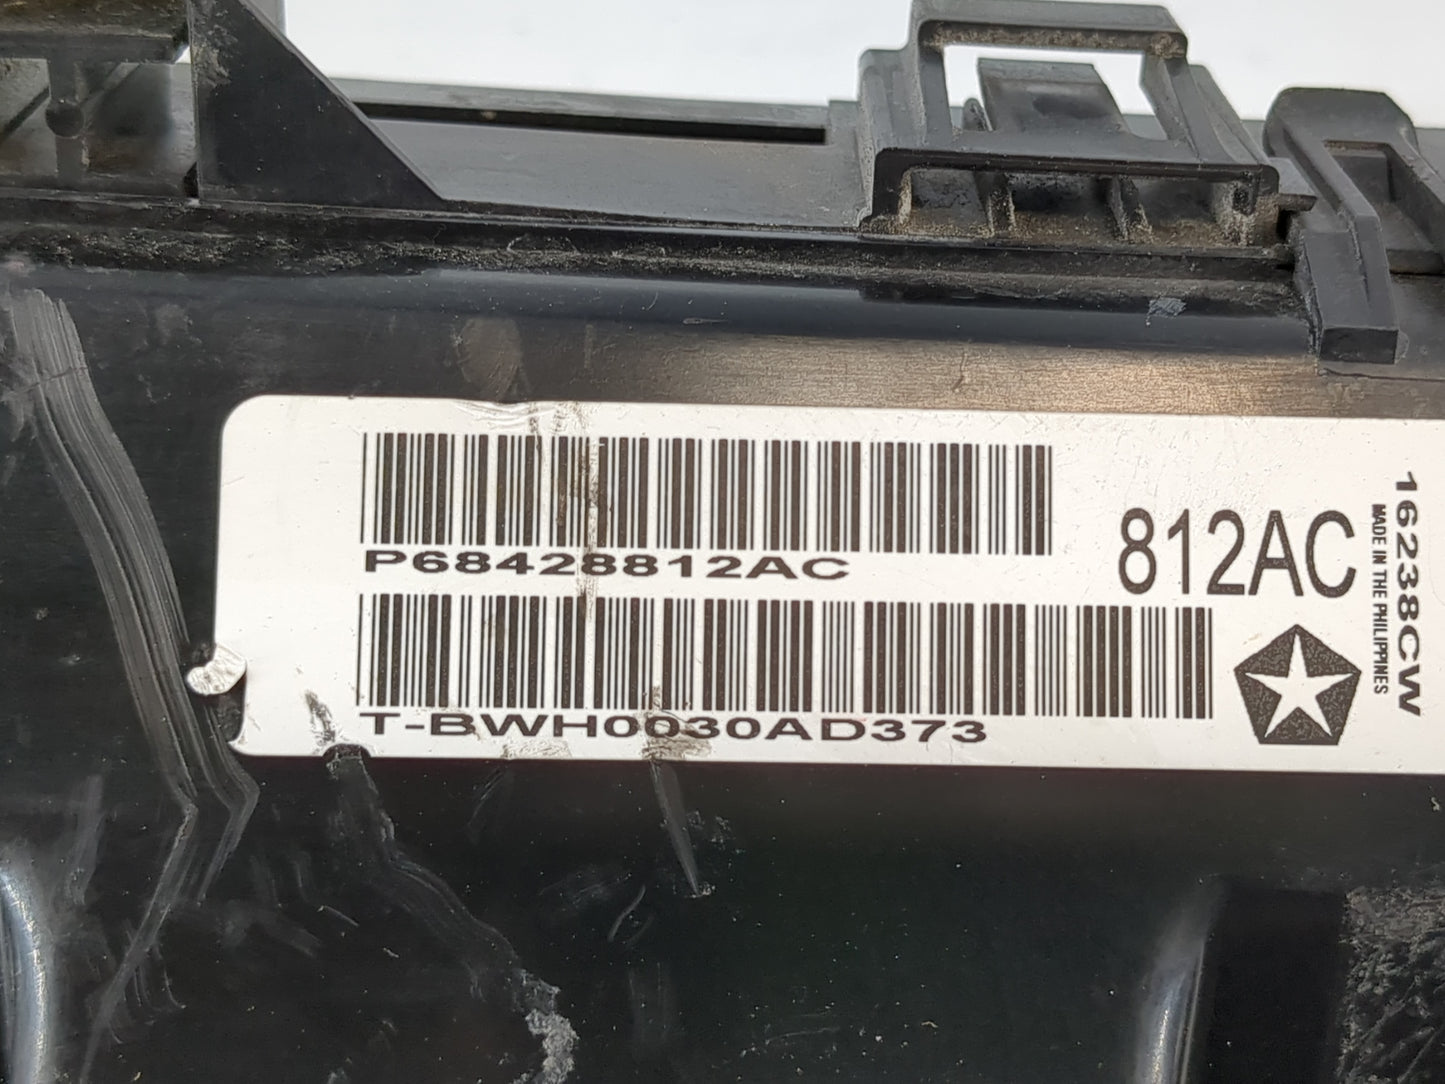 P68428812AC
812AC
T-BWH0030AD373
16238CW
MADE IN THE PHILIPPINES